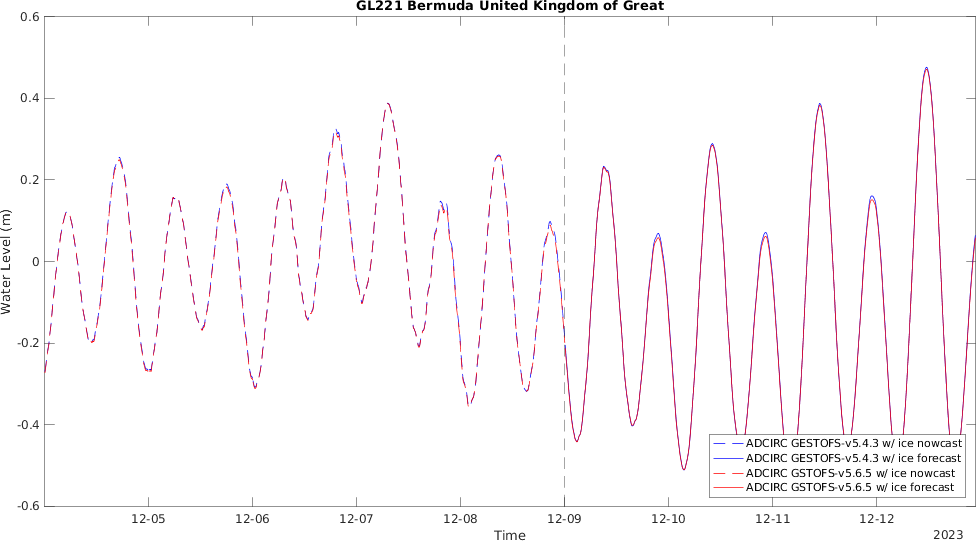 GL221 Bermuda United Kingdom of Great
0.6
0.4
0.2
0
-0.2
-0.4
-0.6
Water Level (m)
12-05 12-06 12-07 12-08 12-09 12-10 12-11 12-12
Time
2023
ADCIRC GESTOFS-v5.4.3 w/ ice nowcast
ADCIRC GESTOFS-v5.4.3 w/ ice forecast
ADCIRC GSTOFS-v5.6.5 w/ ice nowcast
ADCIRC GSTOFS-v5.6.5 w/ ice forecast